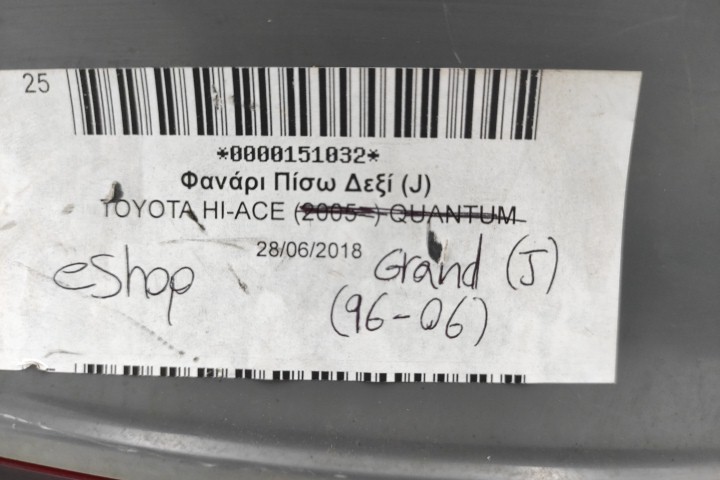 25
*0000151032*
Φανάρι Πίσω Δεξί (J)
TOYOTA HI-ACE (2005- ) QUANTUM
28/06/2018
eShop
Grand (J)
(96-06)